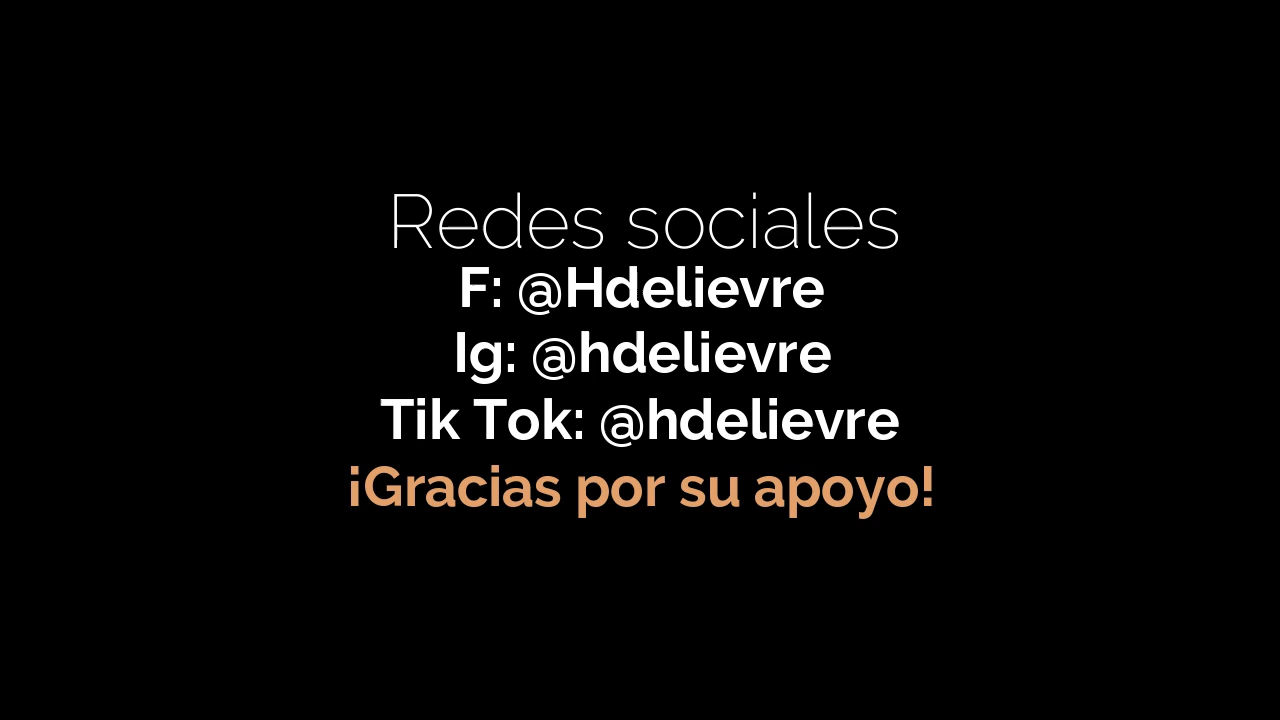 Redes sociales
F: @Hdelievre
Ig: @hdelievre
Tik Tok: @hdelievre
¡Gracias por su apoyo!